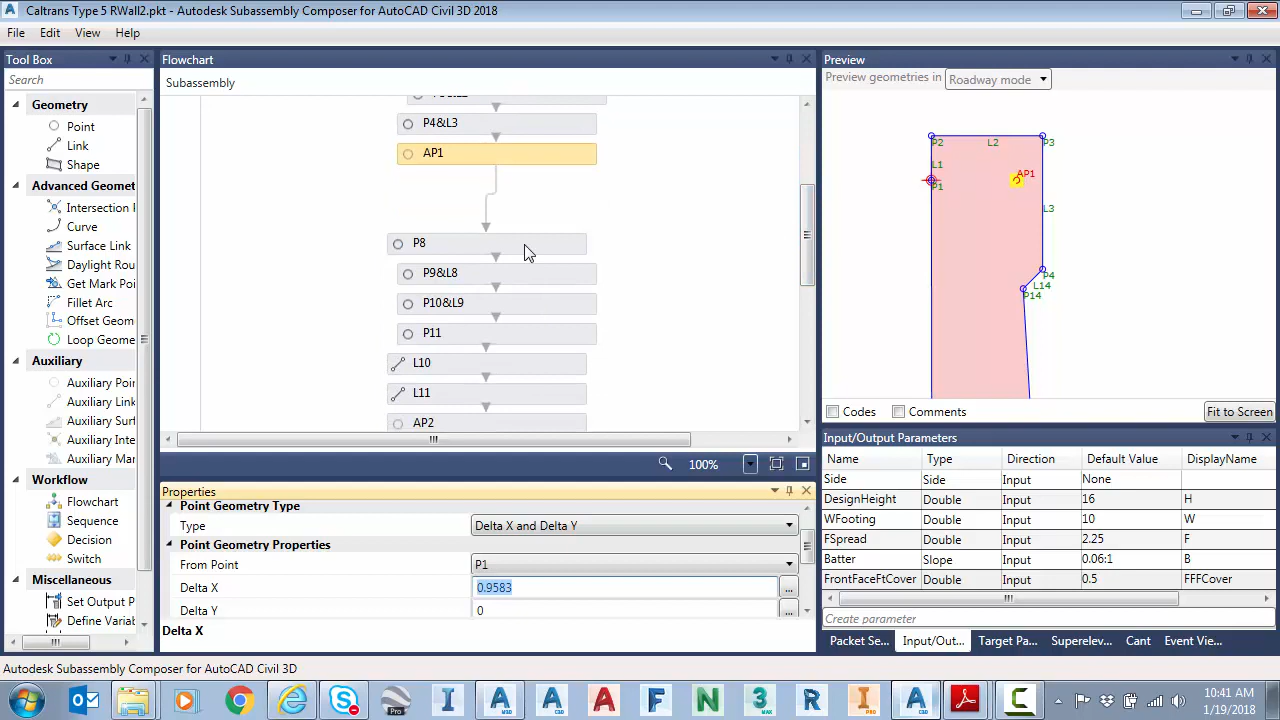 Caltrans Type 5 RWall2.pkt - Autodesk Subassembly Composer for AutoCAD Civil 3D 2018
File Edit View Help
Tool Box
Search
Geometry
Point
Link
Shape
Advanced Geomet
Intersection I
Curve
Surface Link
Daylight Rou
Get Mark Poi
Fillet Arc
Offset Geom
Loop Geome
Auxiliary
Auxiliary Poi
Auxiliary Link
Auxiliary Surf
Auxiliary Inte
Auxiliary Mar
Workflow
Flowchart
Sequence
Decision
Switch
Miscellaneous
Set Output P
Define Variab
Flowchart
Subassembly
P4&L3
AP1
P8
P9&L8
P10&L9
P11
L10
L11
AP2
100%
Properties
Point Geometry Type
Type Delta X and Delta Y
Point Geometry Properties
From Point P1
Delta X 0.9583 ...
Delta Y 0 ...
Delta X
Preview
Preview geometries in Roadway mode
P2 L2 P3
L1
AP1
P1
L3
P4
L14
P14
Codes Comments Fit to Screen
Input/Output Parameters
Name Type Direction Default Value DisplayName
Side Side Input None
DesignHeight Double Input 16 H
WFooting Double Input 10 W
FSpread Double Input 2.25 F
Batter Slope Input 0.06:1 B
FrontFaceFtCover Double Input 0.5 FFFCover
Create parameter
Packet Se... Input/Out... Target Pa... Superelev... Cant Event Vie...
Autodesk Subassembly Composer for AutoCAD Civil 3D
10:41 AM
1/19/2018